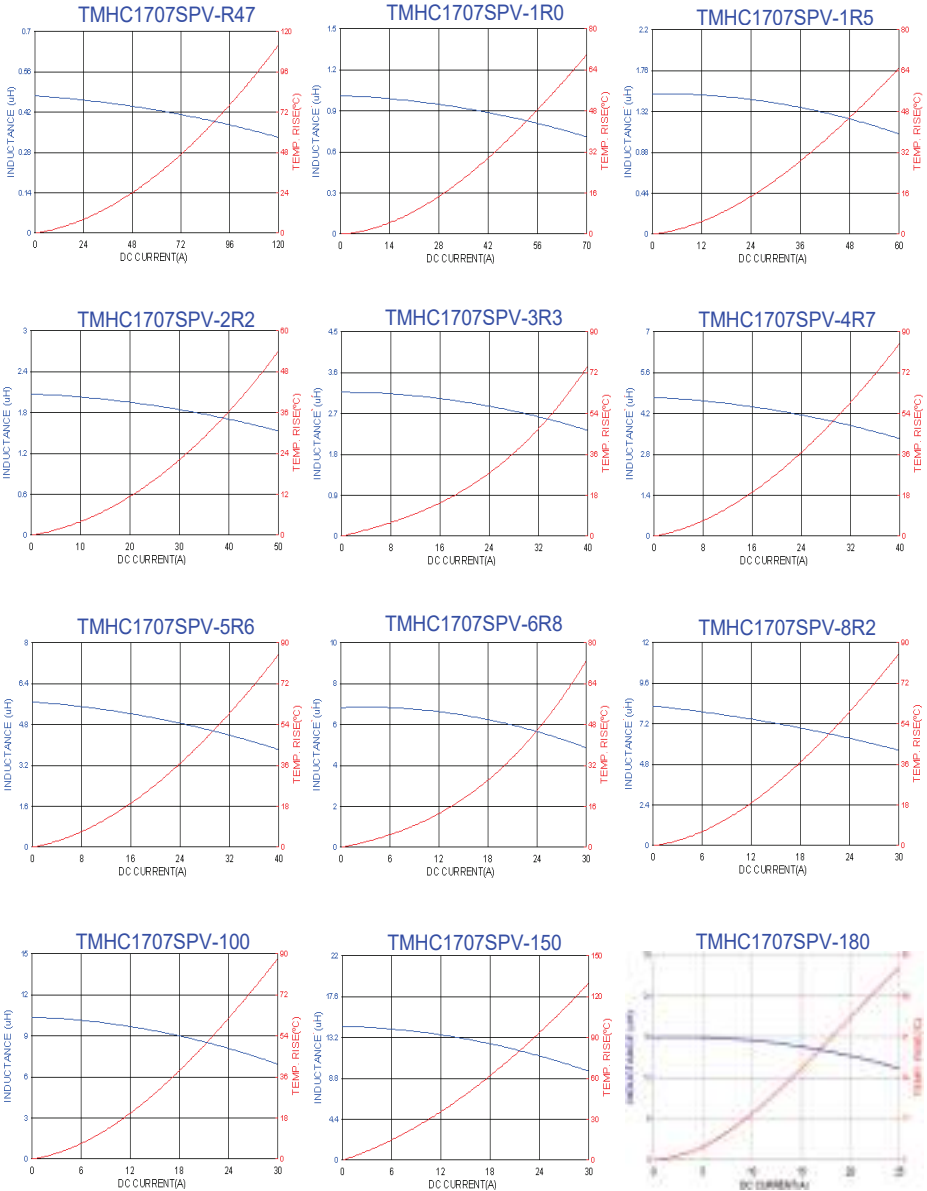 TMHC1707SPV-R47
0.7
0.56
0.42
0.28
0.14
0
120
96
72
48
24
0
INDUCTANCE (uH)
TEMP. RISE(ºC)
0 24 48 72 96 120
DC CURRENT(A)
TMHC1707SPV-1R0
1.5
1.2
0.9
0.6
0.3
0
80
64
48
32
16
0
INDUCTANCE (uH)
TEMP. RISE(ºC)
0 14 28 42 56 70
DC CURRENT(A)
TMHC1707SPV-1R5
2.2
1.78
1.32
0.88
0.44
0
80
64
48
32
16
0
INDUCTANCE (uH)
TEMP. RISE(ºC)
0 12 24 36 48 60
DC CURRENT(A)
TMHC1707SPV-2R2
3
2.4
1.8
1.2
0.6
0
60
48
36
24
12
0
INDUCTANCE (uH)
TEMP. RISE(ºC)
0 10 20 30 40 50
DC CURRENT(A)
TMHC1707SPV-3R3
4.5
3.6
2.7
1.8
0.9
0
90
72
54
36
18
0
INDUCTANCE (uH)
TEMP. RISE(ºC)
0 8 16 24 32 40
DC CURRENT(A)
TMHC1707SPV-4R7
7
5.6
4.2
2.8
1.4
0
90
72
54
36
18
0
INDUCTANCE (uH)
TEMP. RISE(ºC)
0 8 16 24 32 40
DC CURRENT(A)
TMHC1707SPV-5R6
8
6.4
4.8
3.2
1.6
0
90
72
54
36
18
0
INDUCTANCE (uH)
TEMP. RISE(ºC)
0 8 16 24 32 40
DC CURRENT(A)
TMHC1707SPV-6R8
10
8
6
4
2
0
80
64
48
32
16
0
INDUCTANCE (uH)
TEMP. RISE(ºC)
0 6 12 18 24 30
DC CURRENT(A)
TMHC1707SPV-8R2
12
9.6
7.2
4.8
2.4
0
90
72
54
36
18
0
INDUCTANCE (uH)
TEMP. RISE(ºC)
0 6 12 18 24 30
DC CURRENT(A)
TMHC1707SPV-100
15
12
9
6
3
0
90
72
54
36
18
0
INDUCTANCE (uH)
TEMP. RISE(ºC)
0 6 12 18 24 30
DC CURRENT(A)
TMHC1707SPV-150
22
17.6
13.2
8.8
4.4
0
150
120
90
60
30
0
INDUCTANCE (uH)
TEMP. RISE(ºC)
0 6 12 18 24 30
DC CURRENT(A)
TMHC1707SPV-180
INDUCTANCE (uH)
0 5 10 15 20
DC CURRENT(A)